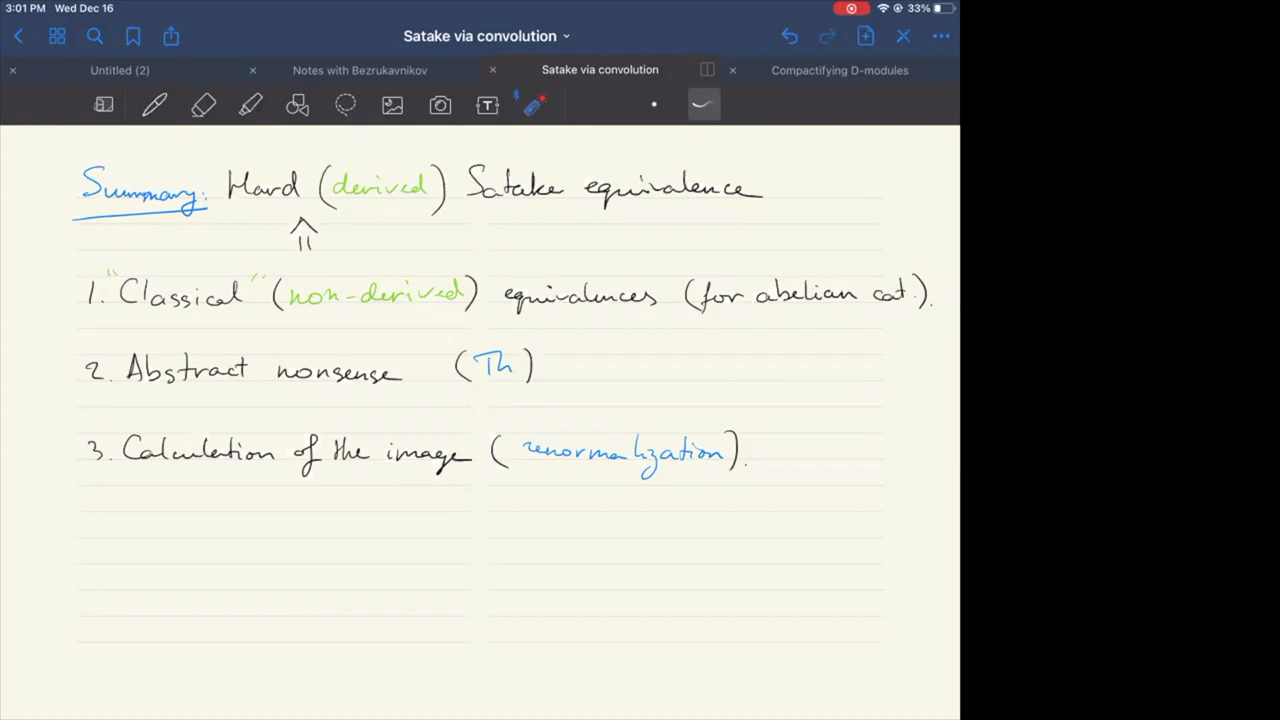 3:01 PM Wed Dec 16 33%
Satake via convolution
Untitled (2) Notes with Bezrukavnikov Satake via convolution Compactifying D-modules
Summary: Hard (derived) Satake equivalence
⇑
1. "Classical" (non-derived) equivalences (for abelian cat.).
2. Abstract nonsense (Th)
3. Calculation of the image (renormalization).